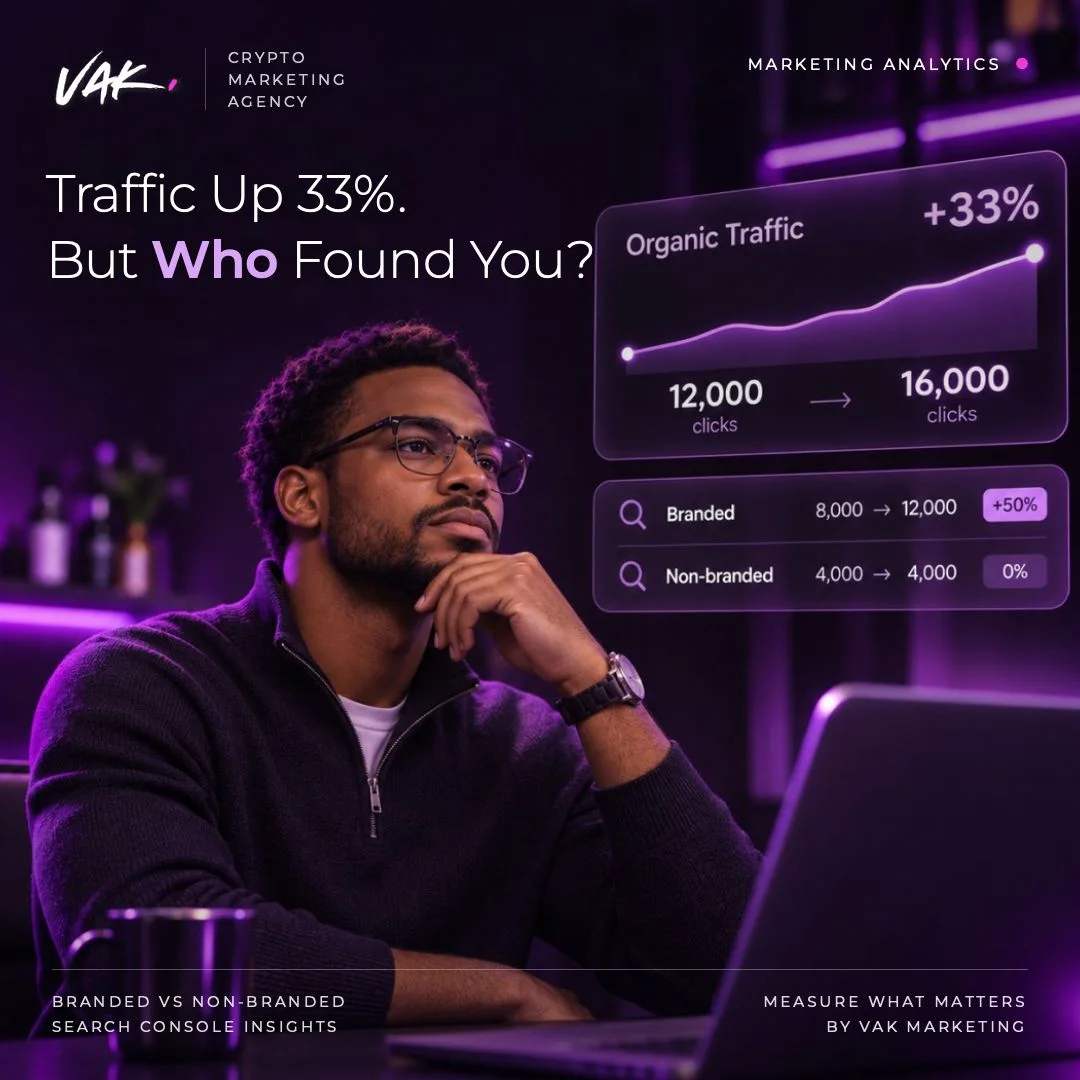 VAK.
CRYPTO
MARKETING
AGENCY
MARKETING ANALYTICS
Traffic Up 33%.
But Who Found You?
Organic Traffic +33%
12,000 → 16,000
clicks clicks
Branded 8,000 → 12,000 +50%
Non-branded 4,000 → 4,000 0%
BRANDED VS NON-BRANDED
SEARCH CONSOLE INSIGHTS
MEASURE WHAT MATTERS
BY VAK MARKETING